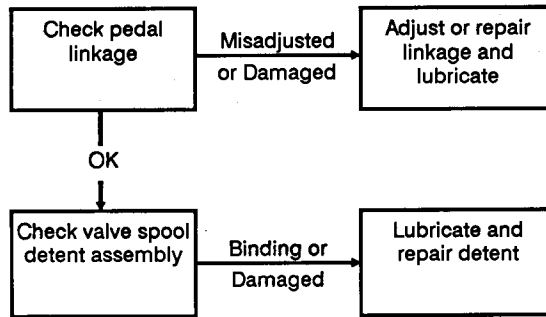 Check pedal
linkage
Misadjusted
or Damaged
Adjust or repair
linkage and
lubricate
OK
Check valve spool
detent assembly
Binding or
Damaged
Lubricate and
repair detent